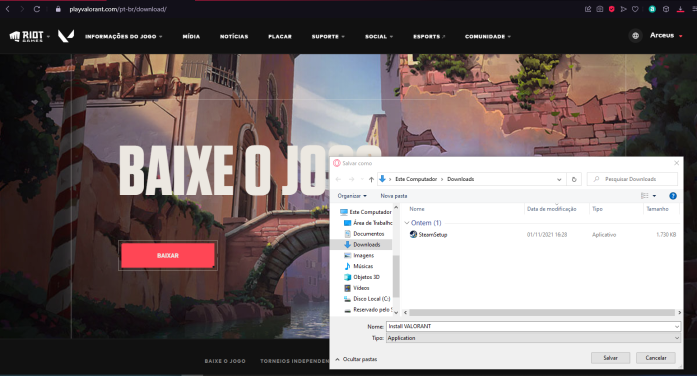 playvalorant.com/pt-br/download/
RIOT GAMES
INFORMAÇÕES DO JOGO MÍDIA NOTÍCIAS PLACAR SUPORTE SOCIAL ESPORTS COMUNIDADE Arceus
BAIXE O JO
BAIXAR
Salvar como
Este Computador > Downloads
Pesquisar Downloads
Organizar Nova pasta
Este Computador
Área de Trabalho
Documentos
Downloads
Imagens
Músicas
Objetos 3D
Vídeos
Disco Local (C:)
Reservado pelo S
Nome Data de modificação Tipo Tamanho
Ontem (1)
SteamSetup 01/11/2021 16:28 Aplicativo 1.730 KB
Nome: Install VALORANT
Tipo: Application
Ocultar pastas Salvar Cancelar
BAIXE O JOGO TORNEIOS INDEPENDEN